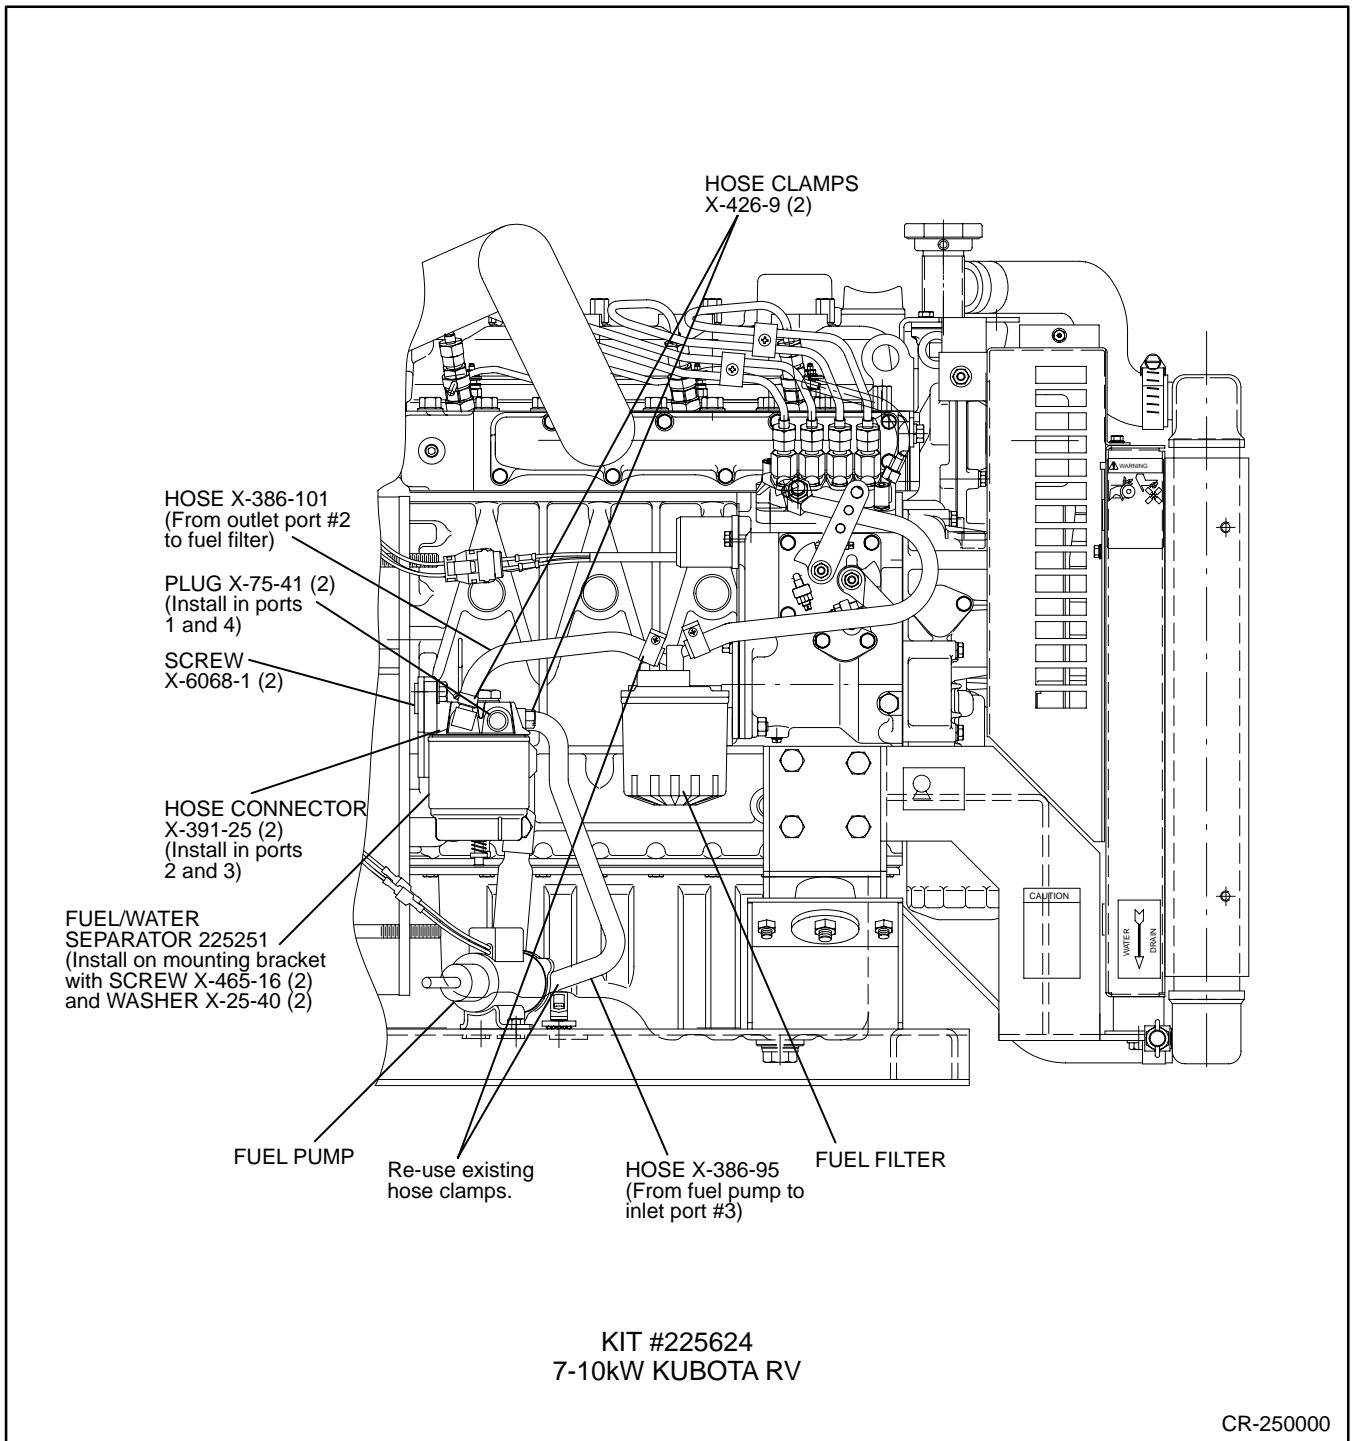 HOSE CLAMPS
X-426-9 (2)
HOSE X-386-101
(From outlet port #2
to fuel filter)
PLUG X-75-41 (2)
(Install in ports
1 and 4)
SCREW
X-6068-1 (2)
HOSE CONNECTOR
X-391-25 (2)
(Install in ports
2 and 3)
FUEL/WATER
SEPARATOR 225251
(Install on mounting bracket
with SCREW X-465-16 (2)
and WASHER X-25-40 (2)
WARNING
CAUTION
WATER
DRAIN
FUEL PUMP
Re-use existing
hose clamps.
HOSE X-386-95
(From fuel pump to
inlet port #3)
FUEL FILTER
KIT #225624
7-10kW KUBOTA RV
CR-250000